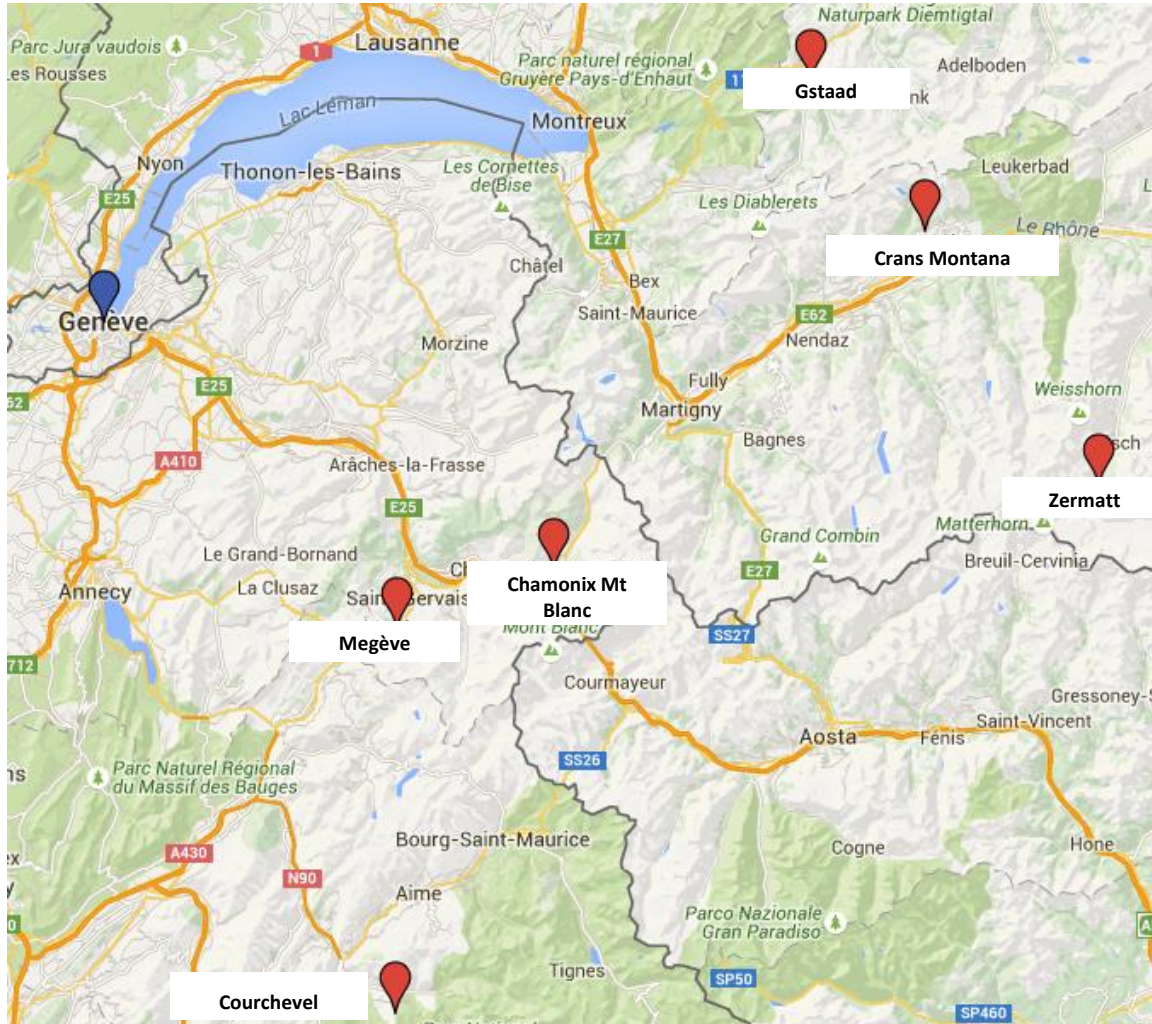 Naturpark Diemtigtal
Lausanne
Parc Jura vaudois
1
Les Rousses
Parc naturel régional
Gruyère Pays-d'Enhaut
Adelboden
Gstaad
Lac Léman
Montreux
Nyon
Thonon-les-Bains
Les Cornettes
de Bise
Leukerbad
E25
Les Diablerets
Le Rhône
E27
Crans Montana
Châtel
Bex
Genève
Saint-Maurice
E62
Nendaz
Morzine
E25
Fully
Martigny
Weisshorn
Bagnes
A410
Arâches-la-Frasse
E25
Zermatt
Matterhorn
Grand Combin
Le Grand-Bornand
Breuil-Cervinia
La Clusaz
E27
Annecy
Chamonix Mt
Blanc
Megève
Mont Blanc
SS27
Courmayeur
Gressoney-S
Saint-Vincent
Aosta
Fénis
SS26
Parc Naturel Régional
du Massif des Bauges
Bourg-Saint-Maurice
Hone
Cogne
A430
N90
Aime
Parco Nazionale
Gran Paradiso
Tignes
SP50
Courchevel
SP460